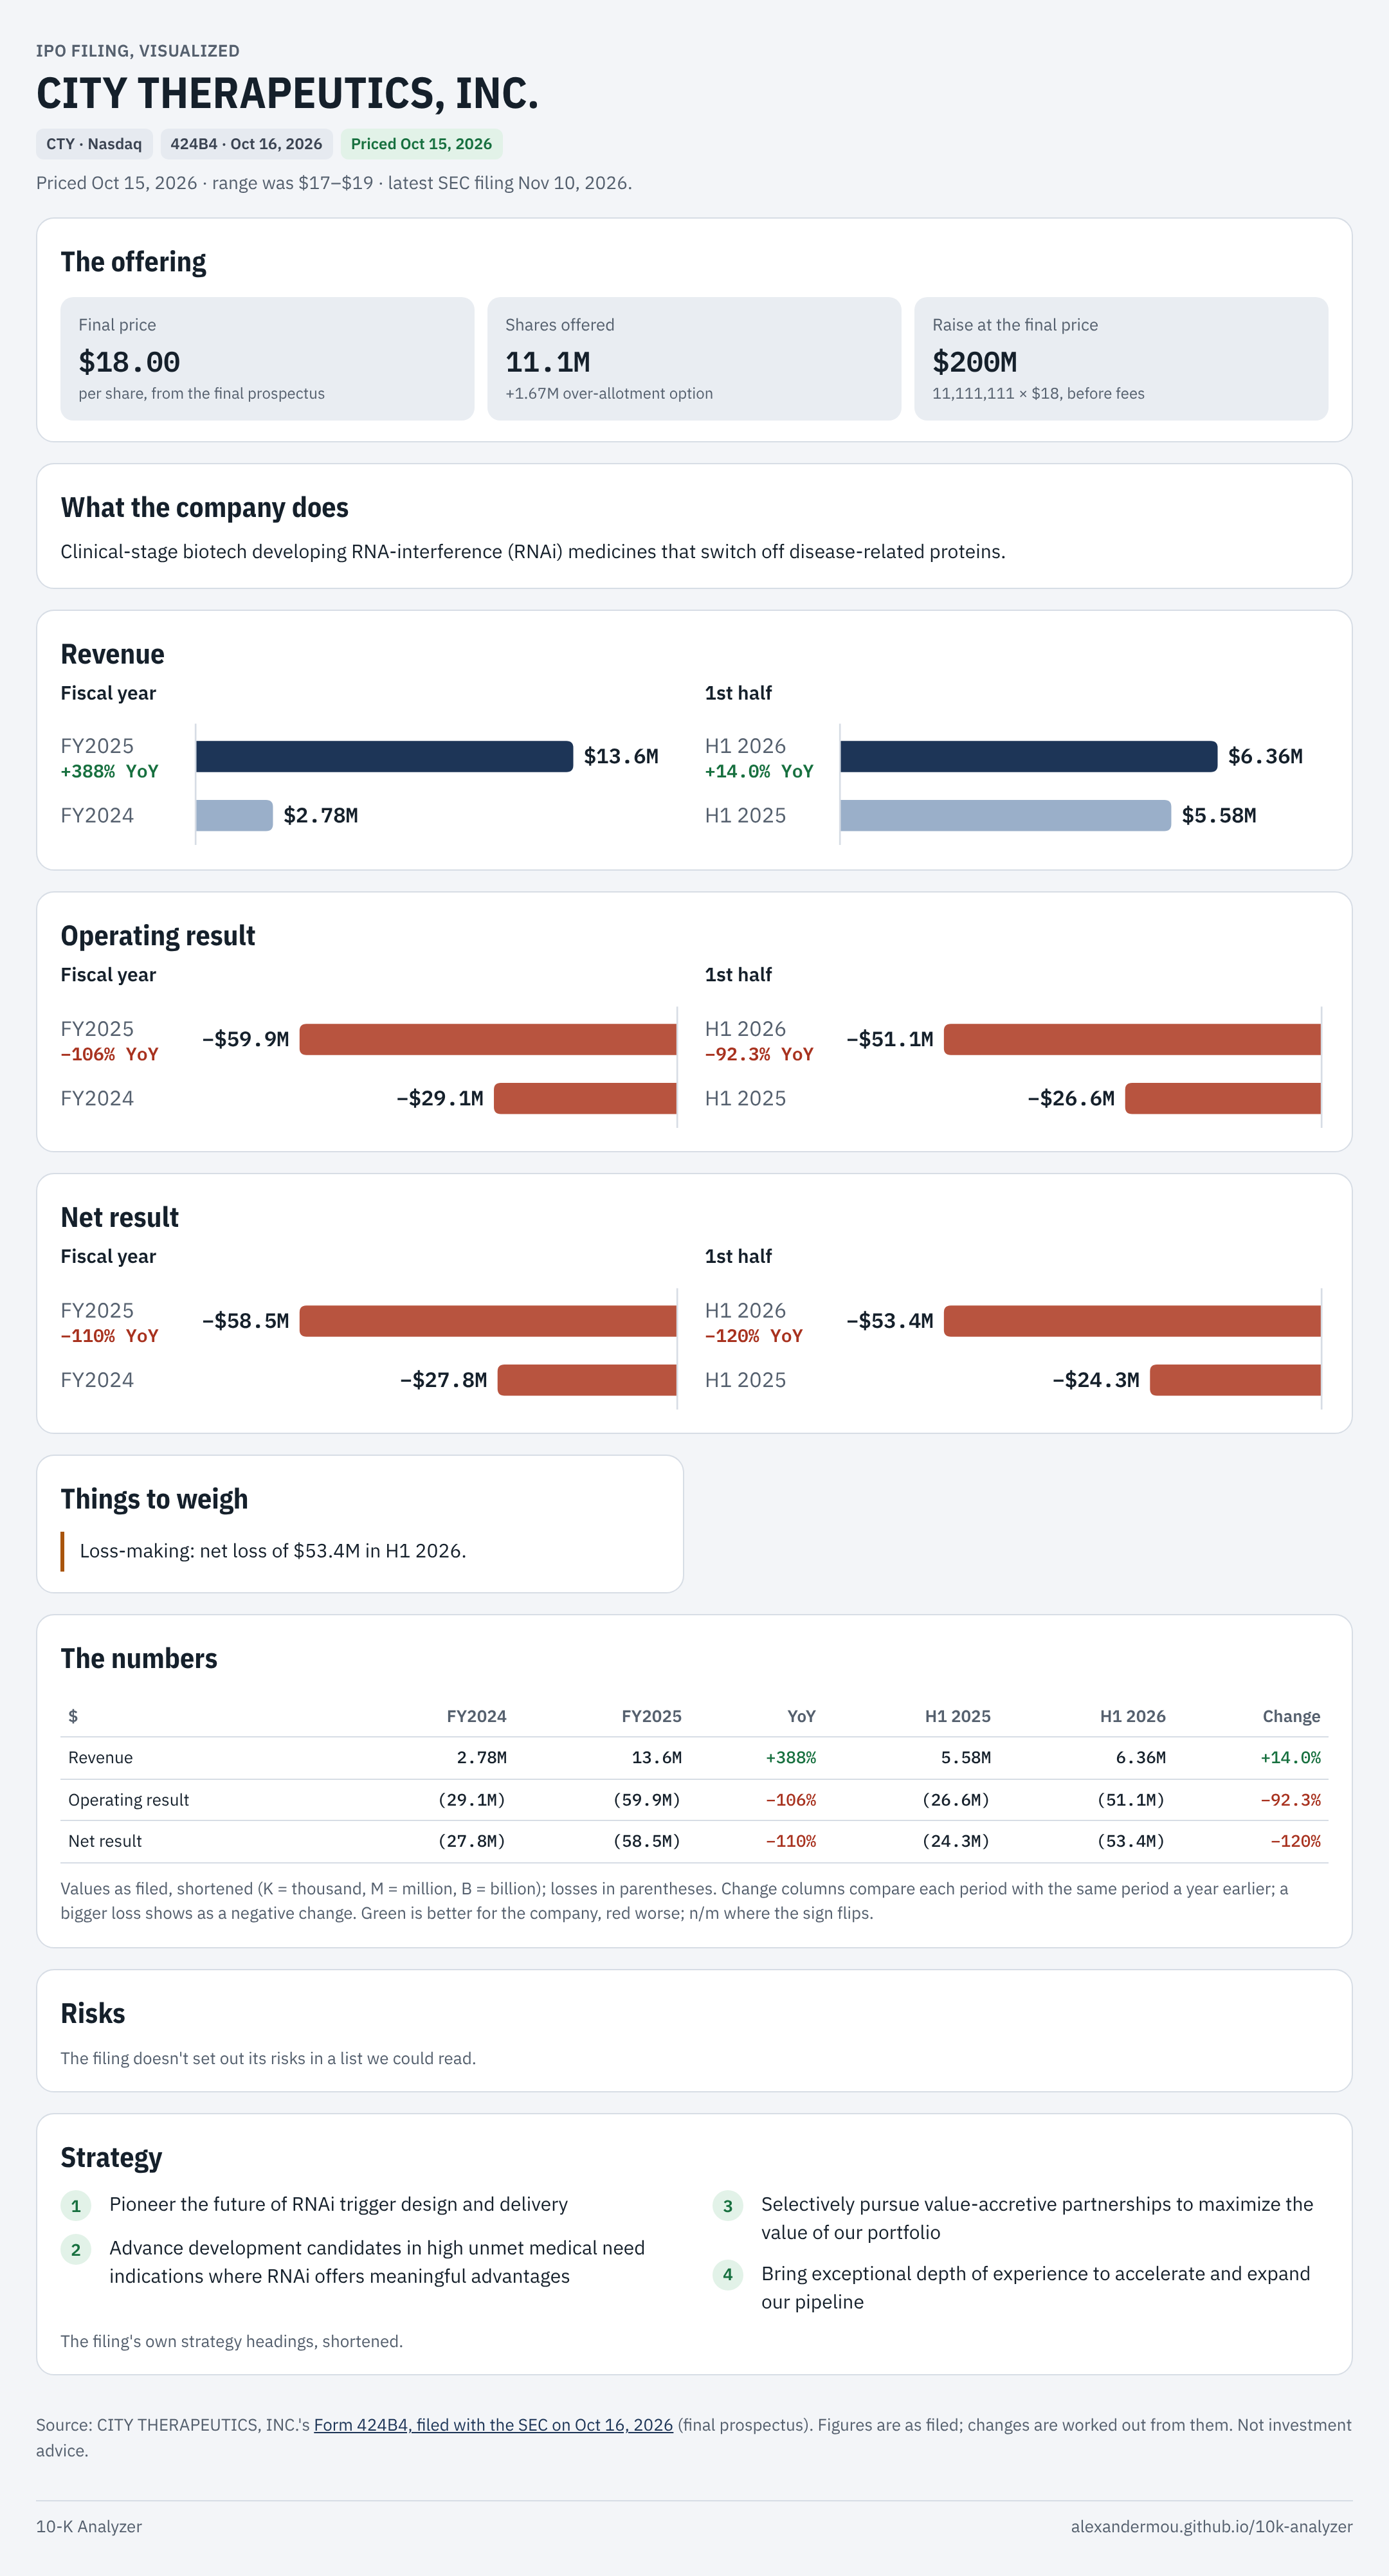 IPO FILING, VISUALIZED
CITY THERAPEUTICS, INC.
CTY · Nasdaq 424B4 · Oct 16, 2026 Priced Oct 15, 2026
Priced Oct 15, 2026 · range was $17–$19 · latest SEC filing Nov 10, 2026.
The offering
Final price
$18.00
per share, from the final prospectus
Shares offered
11.1M
+1.67M over-allotment option
Raise at the final price
$200M
11,111,111 × $18, before fees
What the company does
Clinical-stage biotech developing RNA-interference (RNAi) medicines that switch off disease-related proteins.
Revenue
Fiscal year
FY2025
+388% YoY
$13.6M
FY2024
$2.78M
1st half
H1 2026
+14.0% YoY
$6.36M
H1 2025
$5.58M
Operating result
Fiscal year
FY2025
−106% YoY
−$59.9M
FY2024
−$29.1M
1st half
H1 2026
−92.3% YoY
−$51.1M
H1 2025
−$26.6M
Net result
Fiscal year
FY2025
−110% YoY
−$58.5M
FY2024
−$27.8M
1st half
H1 2026
−120% YoY
−$53.4M
H1 2025
−$24.3M
Things to weigh
Loss-making: net loss of $53.4M in H1 2026.
The numbers
$ FY2024 FY2025 YoY H1 2025 H1 2026 Change
Revenue 2.78M 13.6M +388% 5.58M 6.36M +14.0%
Operating result (29.1M) (59.9M) −106% (26.6M) (51.1M) −92.3%
Net result (27.8M) (58.5M) −110% (24.3M) (53.4M) −120%
Values as filed, shortened (K = thousand, M = million, B = billion); losses in parentheses. Change columns compare each period with the same period a year earlier; a
bigger loss shows as a negative change. Green is better for the company, red worse; n/m where the sign flips.
Risks
The filing doesn't set out its risks in a list we could read.
Strategy
1 Pioneer the future of RNAi trigger design and delivery
2 Advance development candidates in high unmet medical need
indications where RNAi offers meaningful advantages
3 Selectively pursue value-accretive partnerships to maximize the
value of our portfolio
4 Bring exceptional depth of experience to accelerate and expand
our pipeline
The filing's own strategy headings, shortened.
Source: CITY THERAPEUTICS, INC.'s Form 424B4, filed with the SEC on Oct 16, 2026 (final prospectus). Figures are as filed; changes are worked out from them. Not investment
advice.
10-K Analyzer
alexandermou.github.io/10k-analyzer